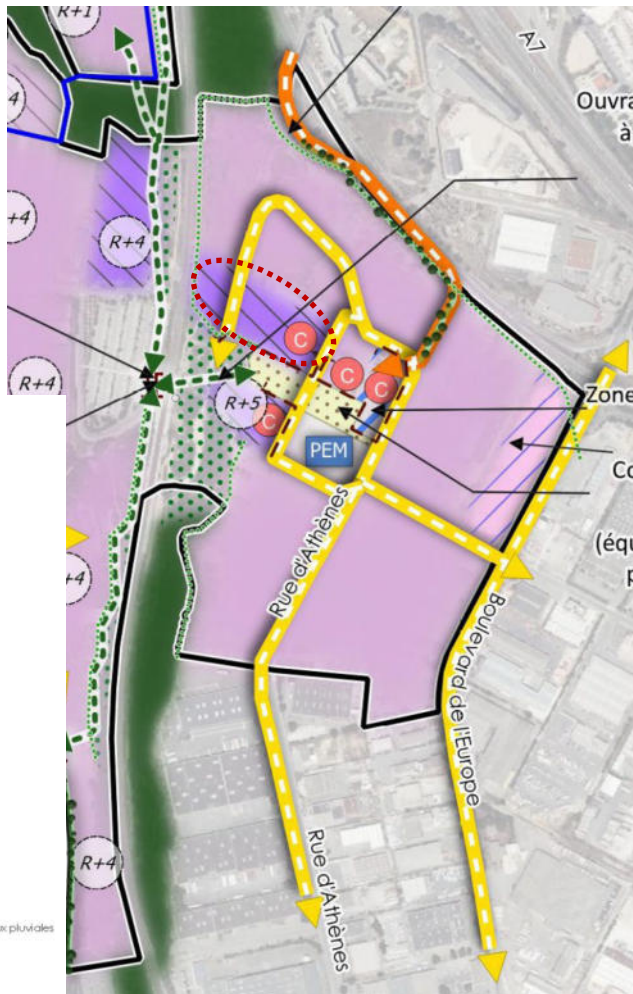 R+1
A7
Ouvra
à
4
R+4
+4
R+4
C
C
C
R+5
C
Zone
PEM
Co
(équ
p
Rue d'Athènes
+4
Boulevard de l'Europe
R+4
Rue d'Athènes
x pluviales